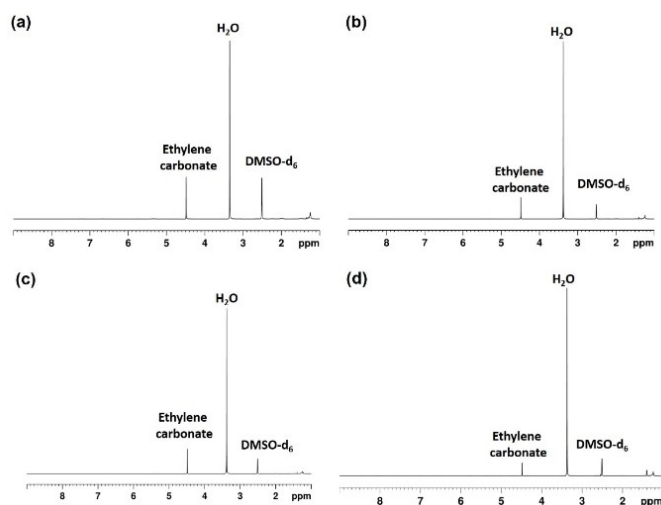 (a)
H₂O
Ethylene
carbonate
DMSO-d₆
8 7 6 5 4 3 2 ppm
(b)
H₂O
Ethylene
carbonate
DMSO-d₆
8 7 6 5 4 3 2 ppm
(c)
H₂O
Ethylene
carbonate
DMSO-d₆
8 7 6 5 4 3 2 ppm
(d)
H₂O
Ethylene
carbonate
DMSO-d₆
8 7 6 5 4 3 2 ppm